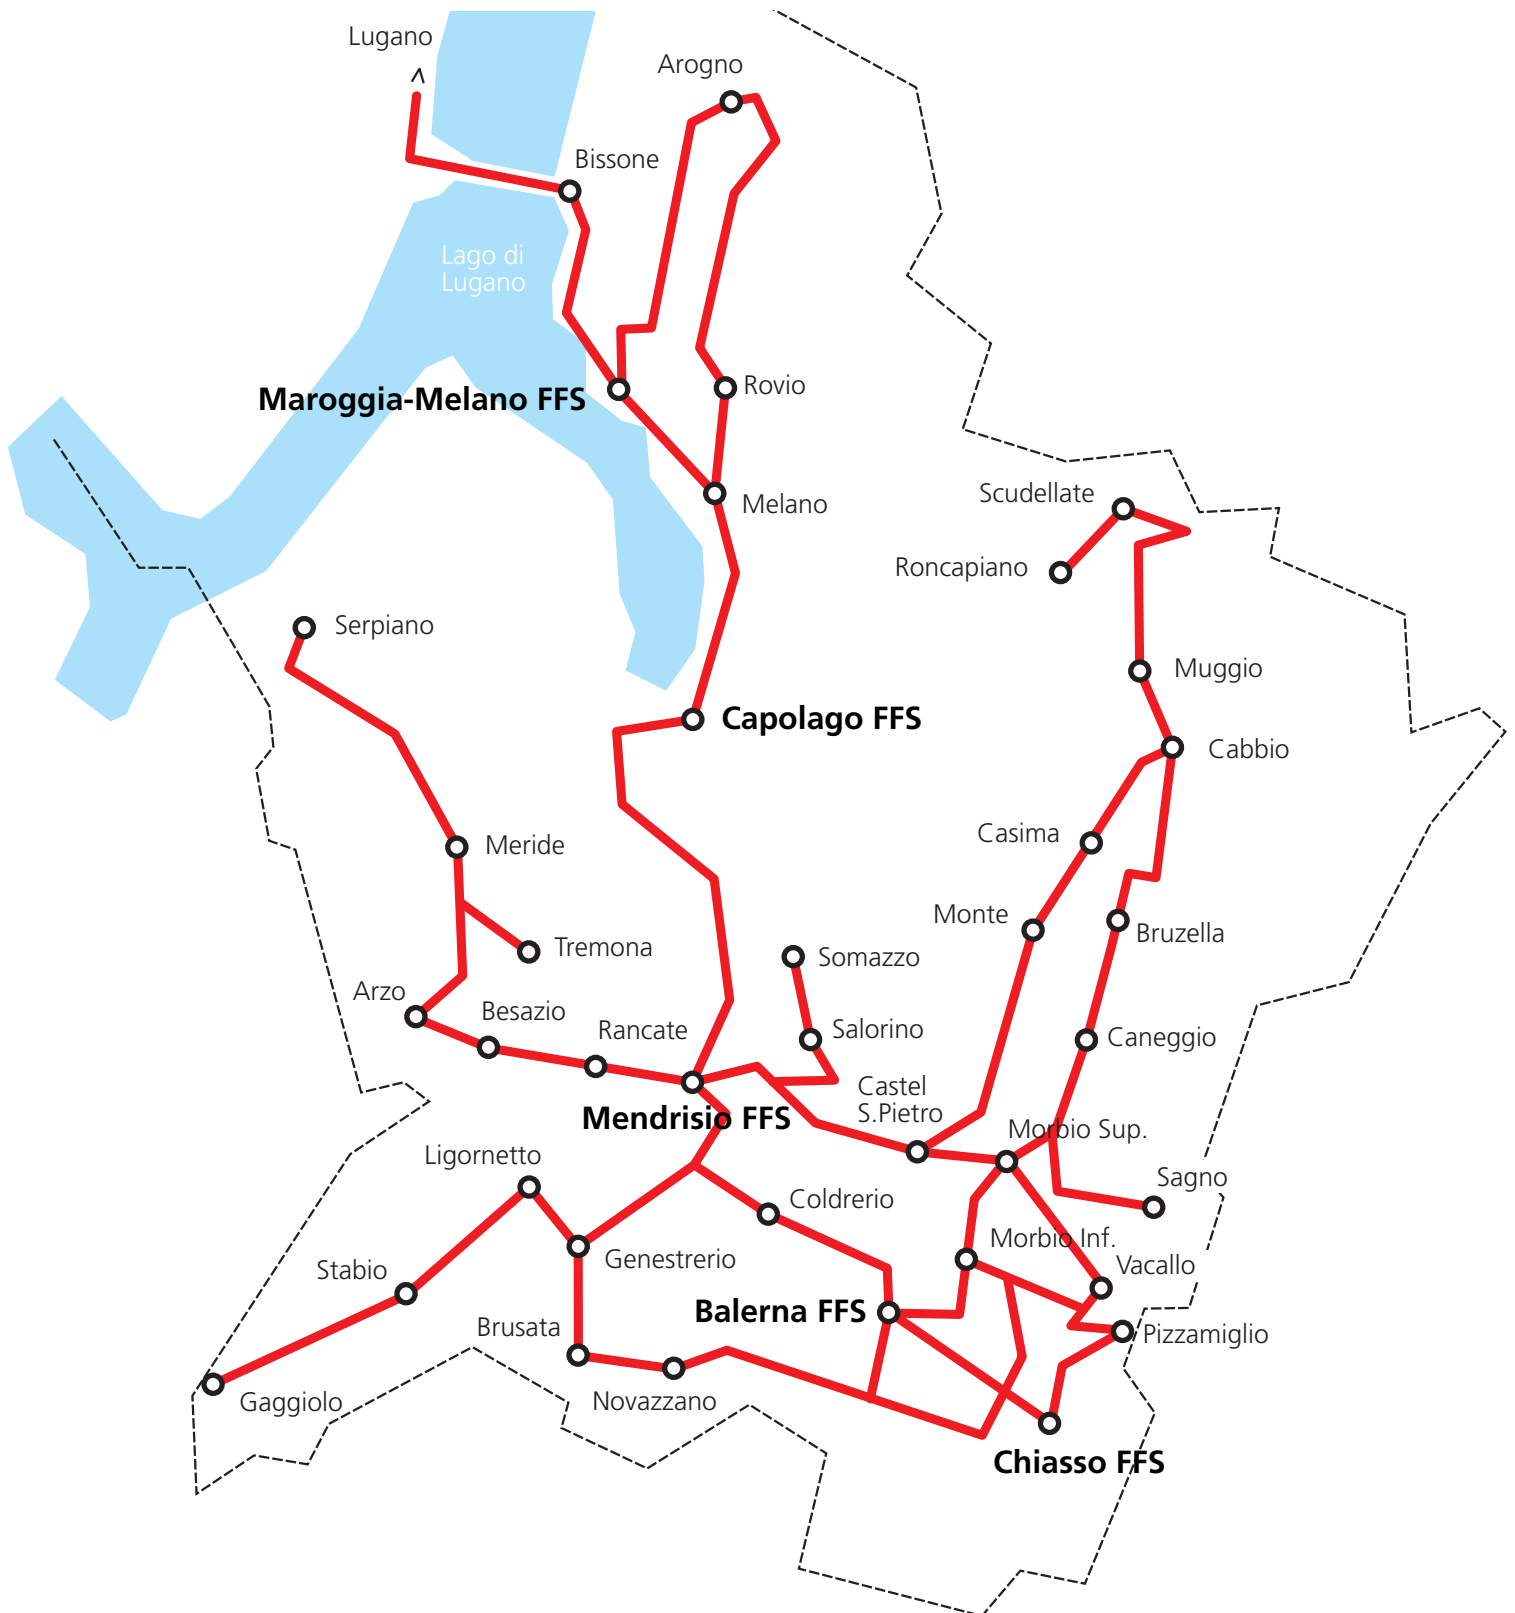 Lugano
Arogno
Bissone
Lago di
Lugano
Maroggia-Melano FFS
Rovio
Melano
Scudellate
Roncapiano
Serpiano
Muggio
Capolago FFS
Cabbio
Meride
Casima
Monte
Bruzella
Tremona
Somazzo
Arzo
Besazio
Rancate
Salorino
Caneggio
Castel
S.Pietro
Mendrisio FFS
Morbio Sup.
Ligornetto
Sagno
Coldrerio
Morbio Inf.
Genestrerio
Vacallo
Stabio
Balerna FFS
Brusata
Pizzamiglio
Gaggiolo
Novazzano
Chiasso FFS